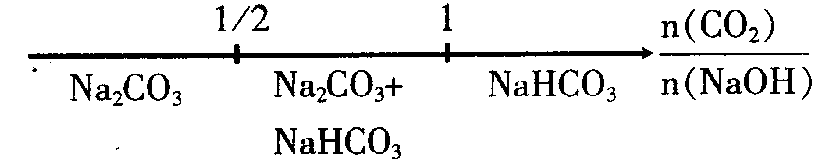 1/2 1 n(CO₂)
Na₂CO₃ Na₂CO₃+ NaHCO₃ n(NaOH)
NaHCO₃